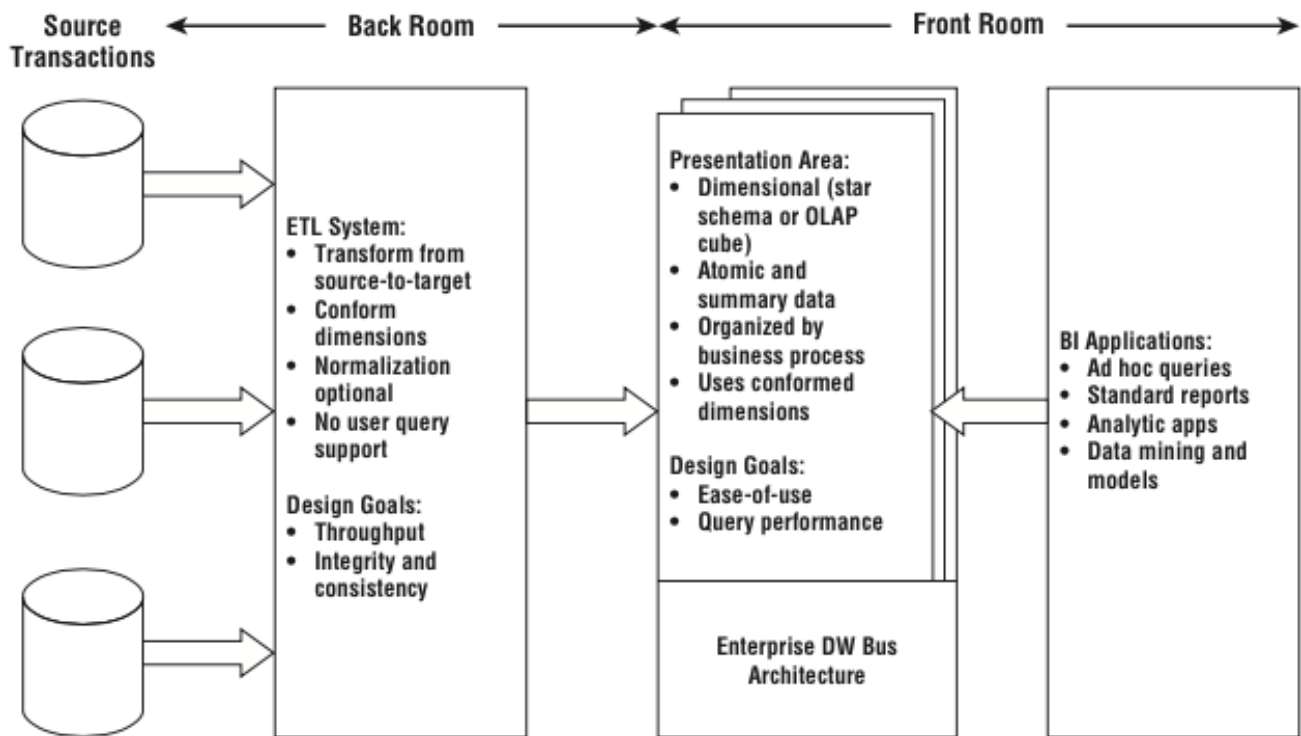 Source
Transactions
Back Room
Front Room
ETL System:
• Transform from
source-to-target
• Conform
dimensions
• Normalization
optional
• No user query
support
Design Goals:
• Throughput
• Integrity and
consistency
Presentation Area:
• Dimensional (star
schema or OLAP
cube)
• Atomic and
summary data
• Organized by
business process
• Uses conformed
dimensions
Design Goals:
• Ease-of-use
• Query performance
Enterprise DW Bus
Architecture
BI Applications:
• Ad hoc queries
• Standard reports
• Analytic apps
• Data mining and
models